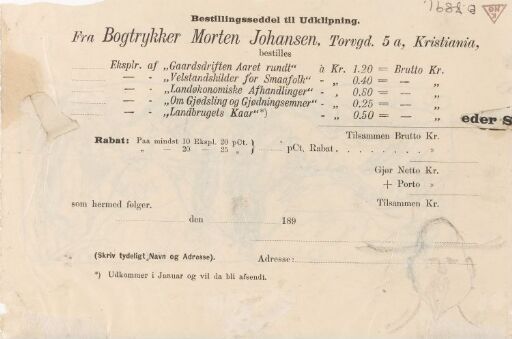 Bestillingsseddel til Udklipning.
Fra Bogtrykker Morten Johansen, Torvgd. 5 a, Kristiania,
bestilles
Eksplr. af „Gaardsdriften Aaret rundt" à Kr. 1.20 = Brutto Kr.
— - „Velstandskilder for Smaafolk" - „ 0.40 = — „
— - „Landøkonomiske Afhandlinger" - „ 0.80 = — „
— - „Om Gjødsling og Gjødningsemner" - „ 0.25 = — „
— - „Landbrugets Kaar"*) - „ 0.50 = — „
eder S
Tilsammen Brutto Kr.
Rabat: Paa mindst 10 Ekspl. 20 pCt.
„ — 20 — 25 „ } pCt. Rabat . . . . . . . . „
Gjør Netto Kr.
+ Porto „
som hermed følger. Tilsammen Kr.
den 189
(Skriv tydeligt Navn og Adresse). Adresse:
*) Udkommer i Januar og vil da bli afsendt.